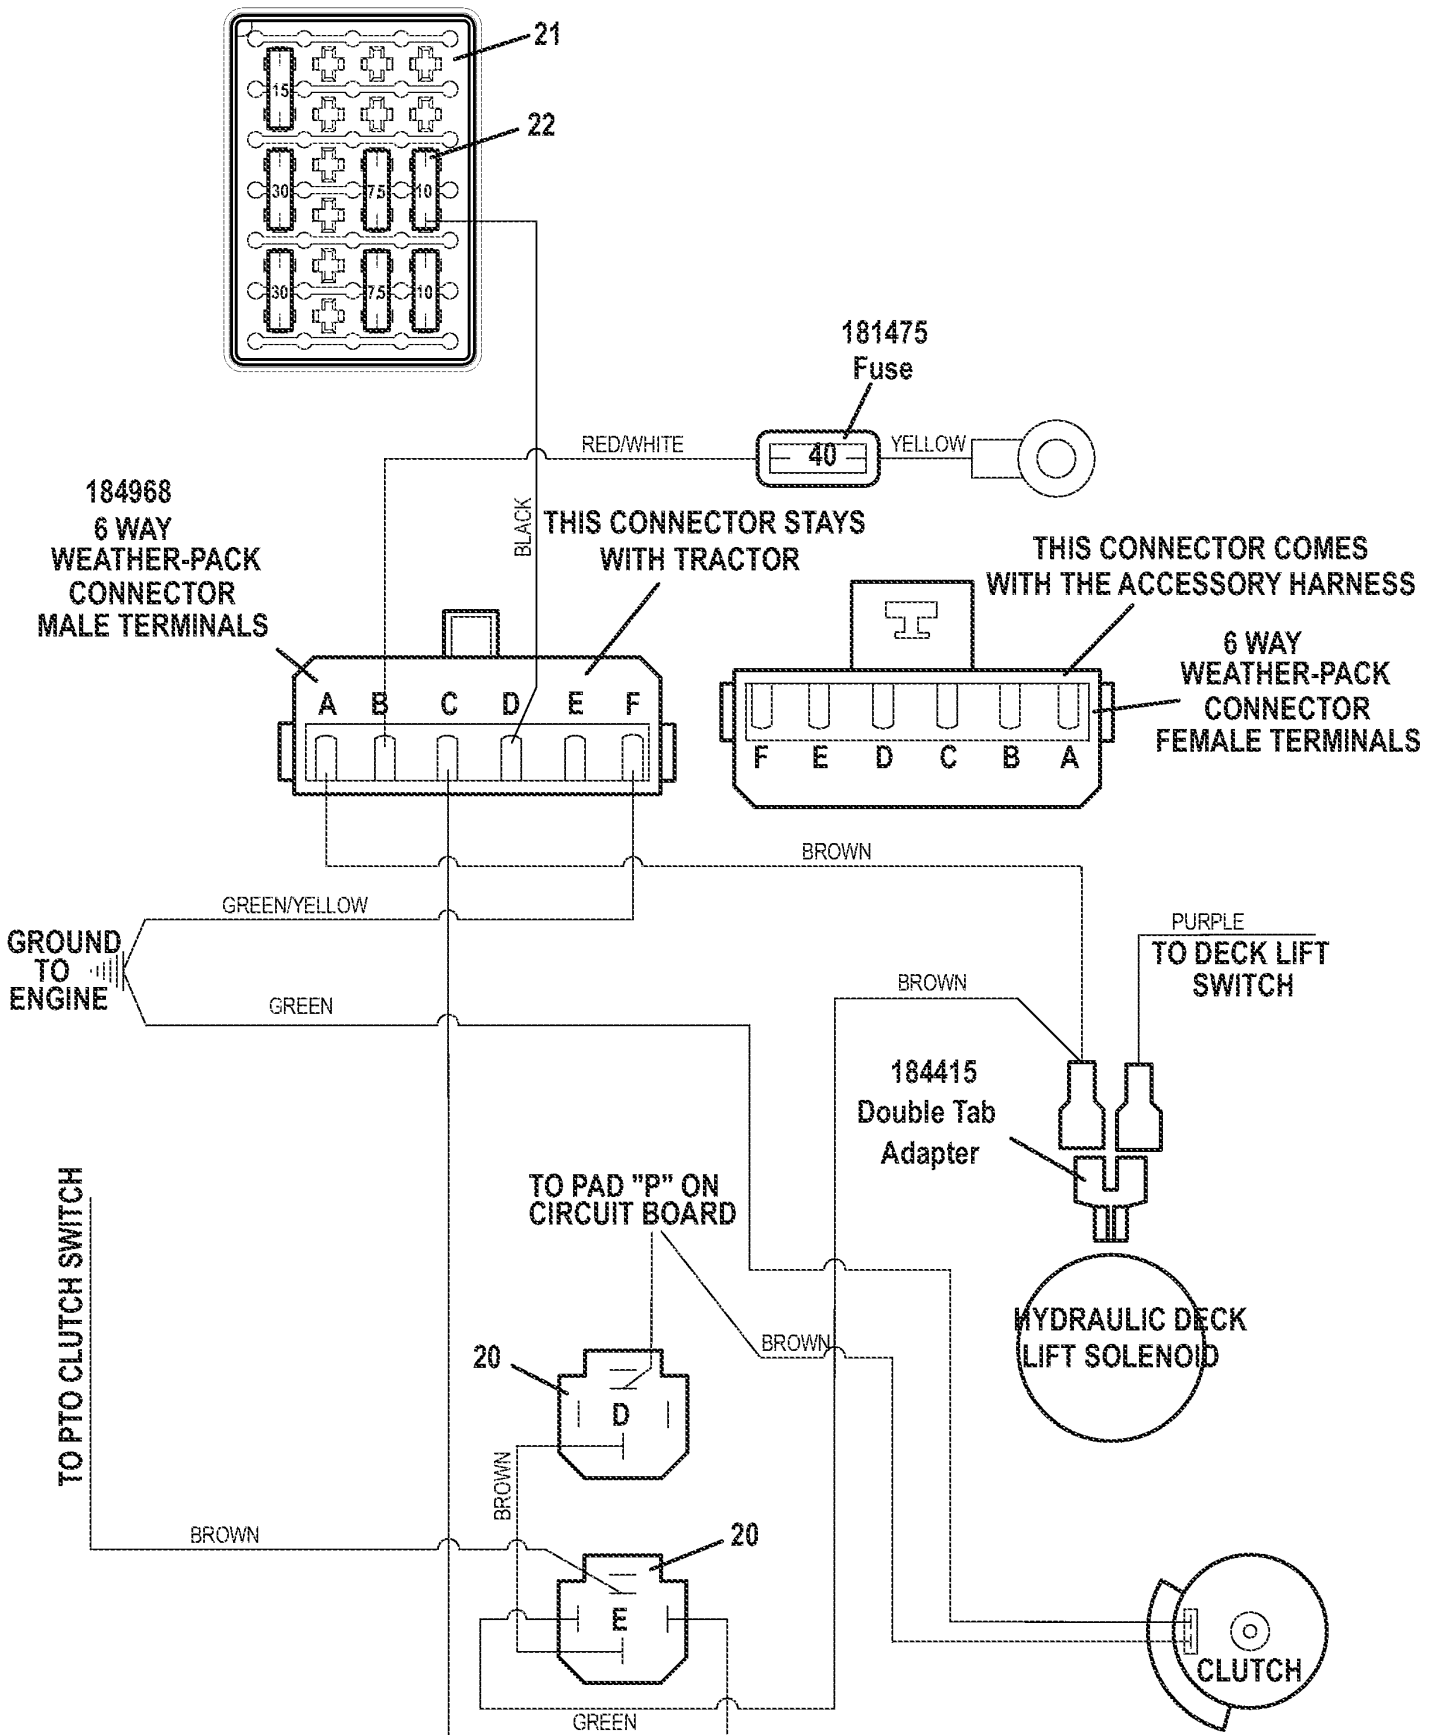 21
15
22
30
7.5
10
30
7.5
10
181475
Fuse
RED/WHITE
40
YELLOW
184968
6 WAY
WEATHER-PACK
CONNECTOR
MALE TERMINALS
BLACK
THIS CONNECTOR STAYS
WITH TRACTOR
THIS CONNECTOR COMES
WITH THE ACCESSORY HARNESS
6 WAY
WEATHER-PACK
CONNECTOR
FEMALE TERMINALS
A B C D E F
F E D C B A
BROWN
GREEN/YELLOW
GROUND
TO
ENGINE
GREEN
PURPLE
TO DECK LIFT
SWITCH
BROWN
184415
Double Tab
Adapter
TO PTO CLUTCH SWITCH
TO PAD ”P” ON
CIRCUIT BOARD
HYDRAULIC DECK
LIFT SOLENOID
BROWN
20
D
BROWN
BROWN
20
E
CLUTCH
GREEN